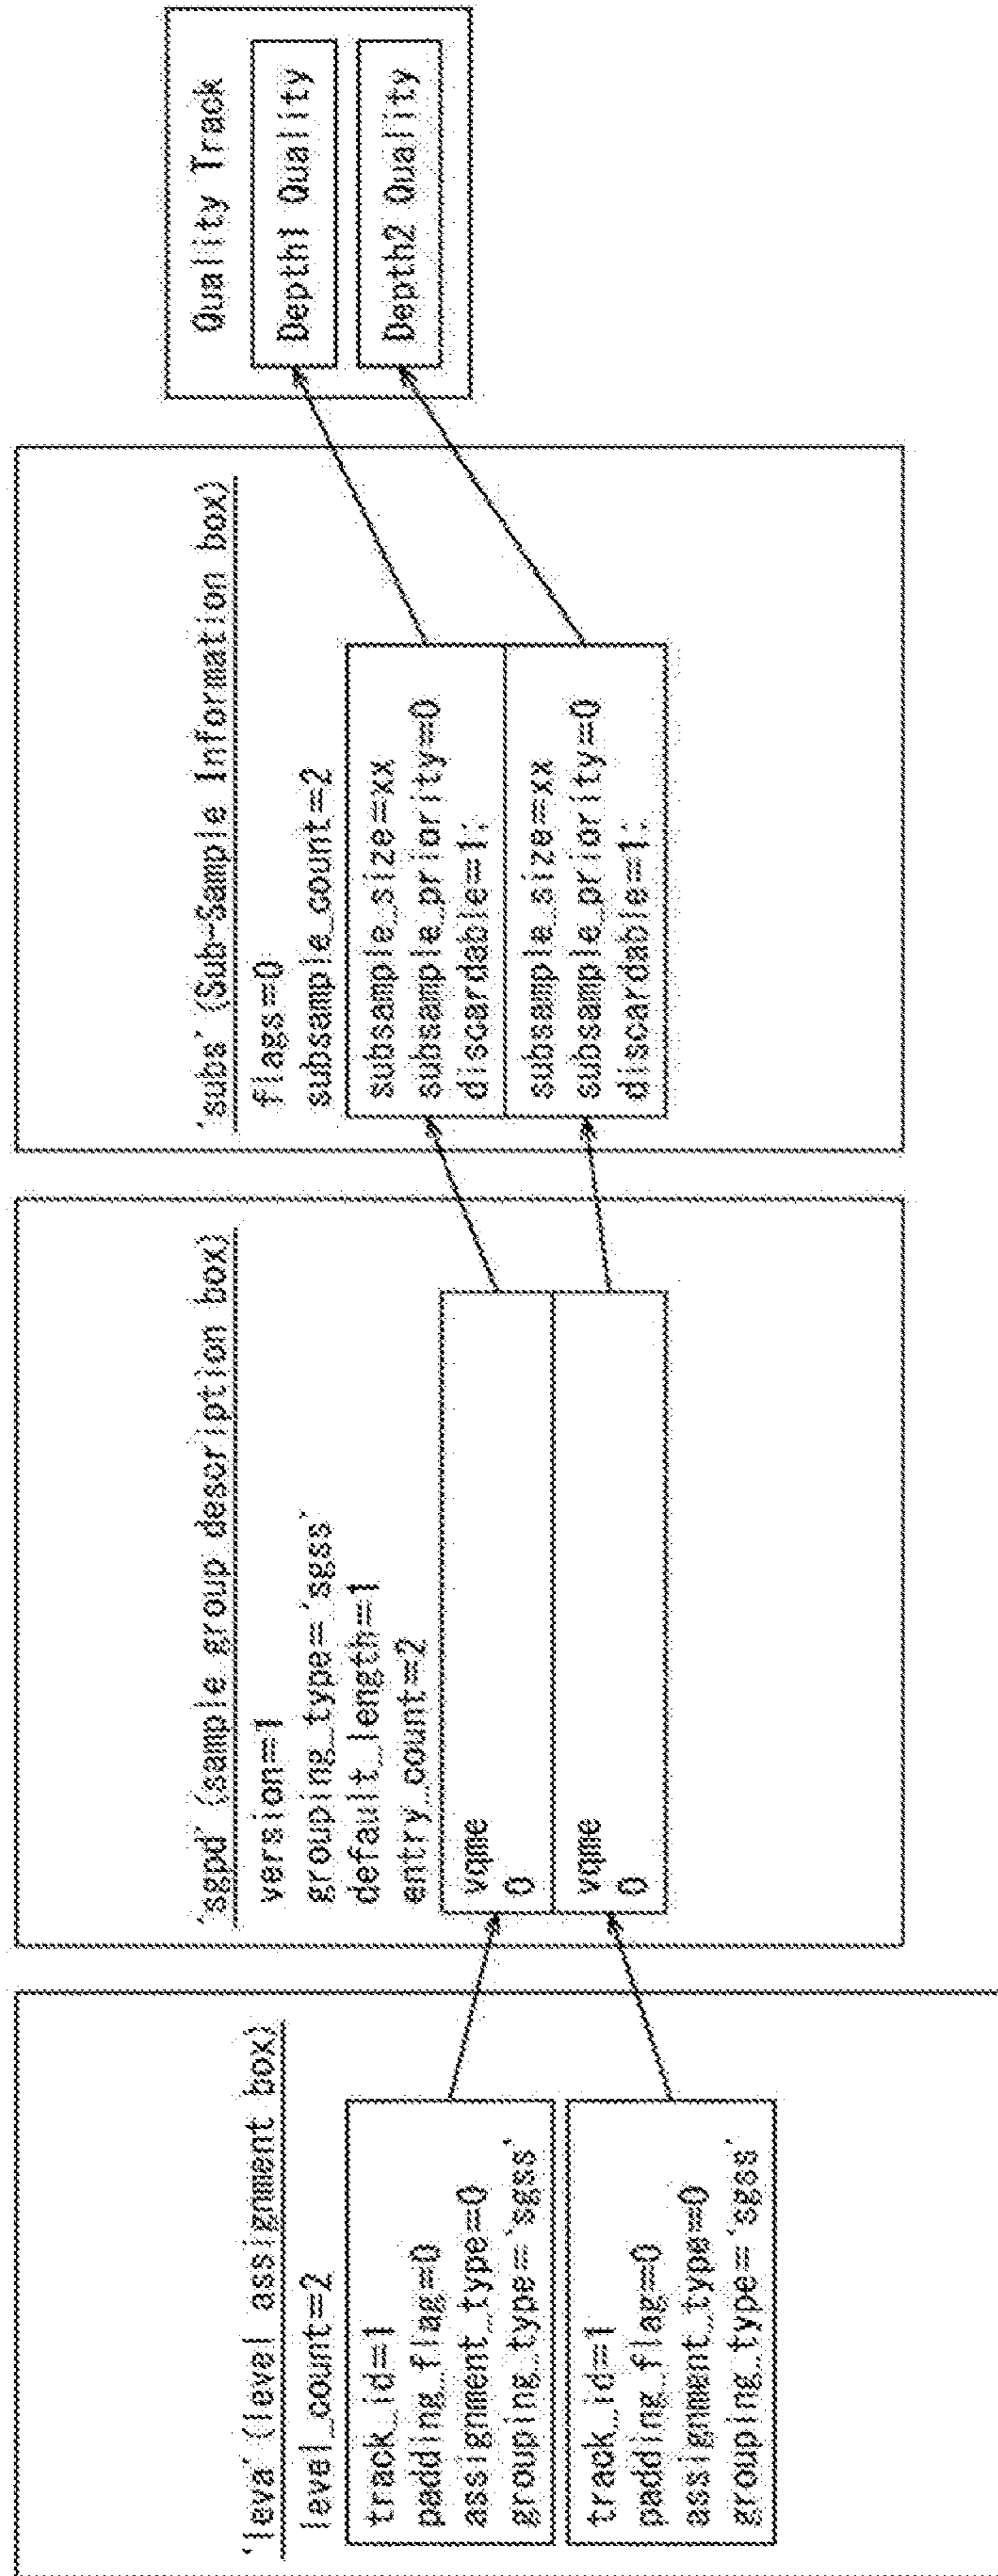 'leva' (level assignment box)
level_count=2
track_id=1
padding_flag=0
assignment_type=0
grouping_type='sgss'
track_id=1
padding_flag=0
assignment_type=0
grouping_type='sgss'
'sgpd' (sample group description box)
version=1
grouping_type='sgss'
default_length=1
entry_count=2
vqme
0
vqme
0
'subs' (Sub-Sample Information box)
flags=0
subsample_count=2
subsample_size=xx
subsample_priority=0
discardable=1;
subsample_size=xx
subsample_priority=0
discardable=1;
Quality Track
Depth1 Quality
Depth2 Quality